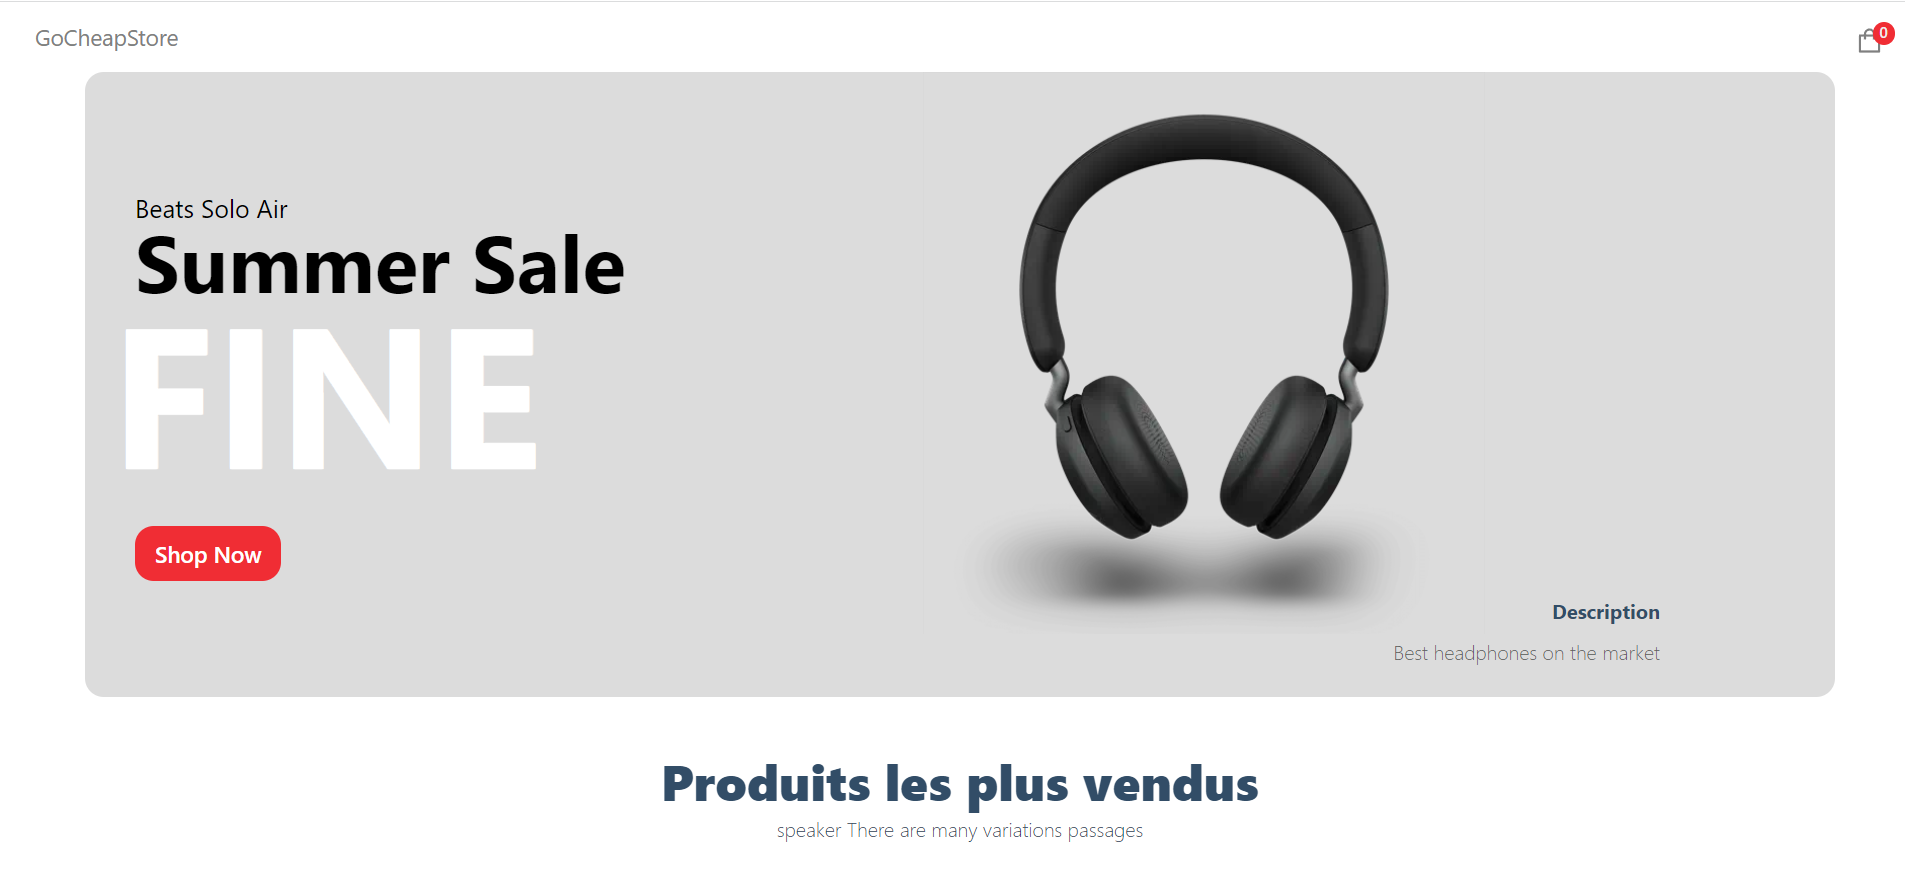 GoCheapStore
0
Beats Solo Air
Summer Sale
FINE
Shop Now
Description
Best headphones on the market
Produits les plus vendus
speaker There are many variations passages